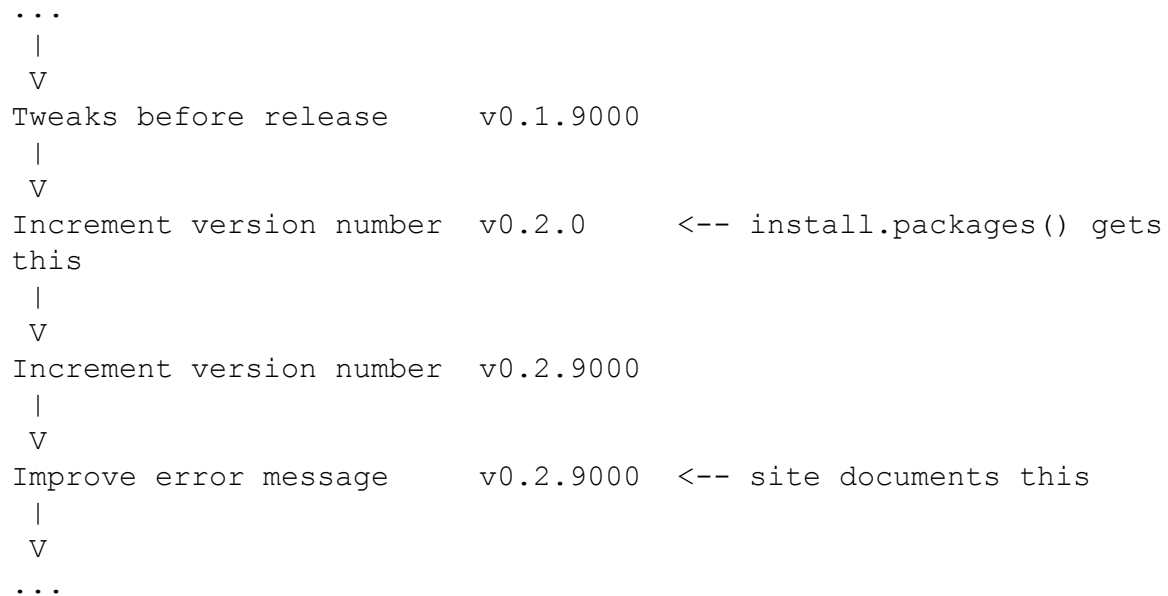 ...
 |
 V
Tweaks before release     v0.1.9000
 |
 V
Increment version number  v0.2.0      <-- install.packages() gets
this
 |
 V
Increment version number  v0.2.9000
 |
 V
Improve error message     v0.2.9000  <-- site documents this
 |
 V
...